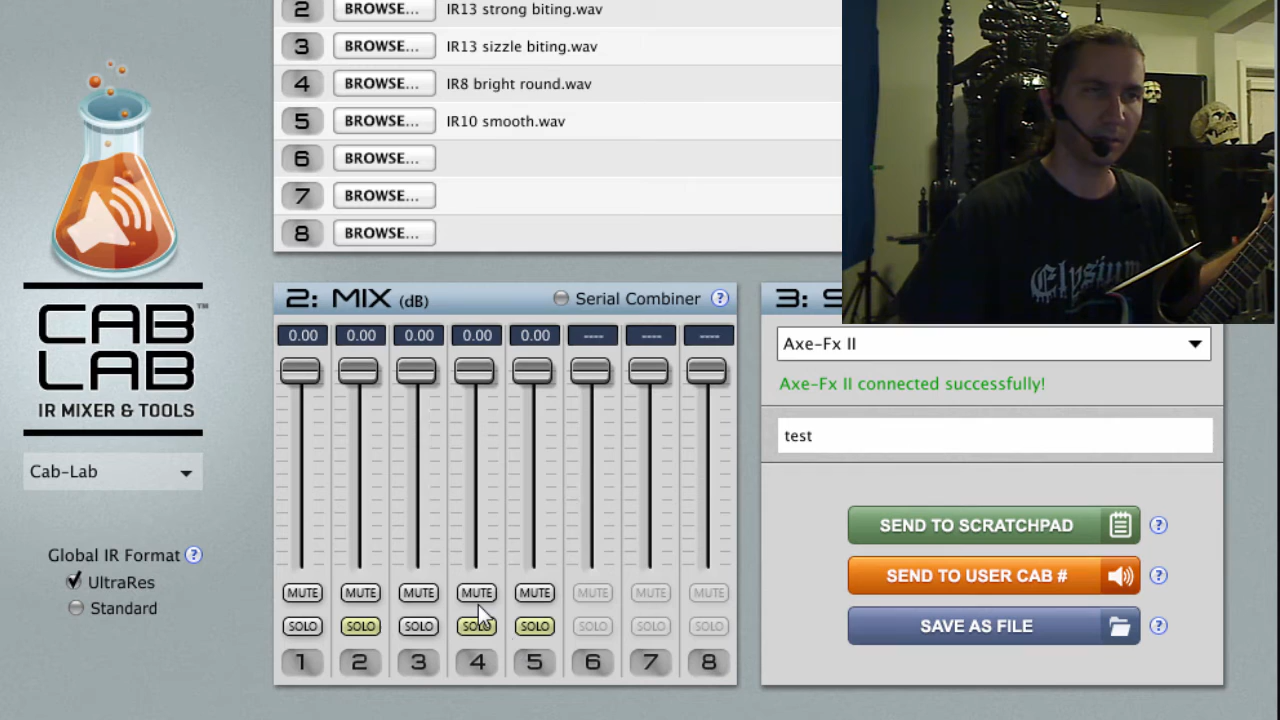 2 BROWSE... IR13 strong biting.wav
3 BROWSE... IR13 sizzle biting.wav
4 BROWSE... IR8 bright round.wav
5 BROWSE... IR10 smooth.wav
6 BROWSE...
7 BROWSE...
8 BROWSE...
Elysium
CAB™
LAB
IR MIXER & TOOLS
Cab-Lab
Global IR Format ?
UltraRes
Standard
2: MIX (dB) Serial Combiner ?
0.00 0.00 0.00 0.00 0.00 ---- ---- ----
MUTE MUTE MUTE MUTE MUTE MUTE MUTE MUTE
SOLO SOLO SOLO SOLO SOLO SOLO SOLO SOLO
1 2 3 4 5 6 7 8
3: S
Axe-Fx II
Axe-Fx II connected successfully!
test
SEND TO SCRATCHPAD ?
SEND TO USER CAB # ?
SAVE AS FILE ?